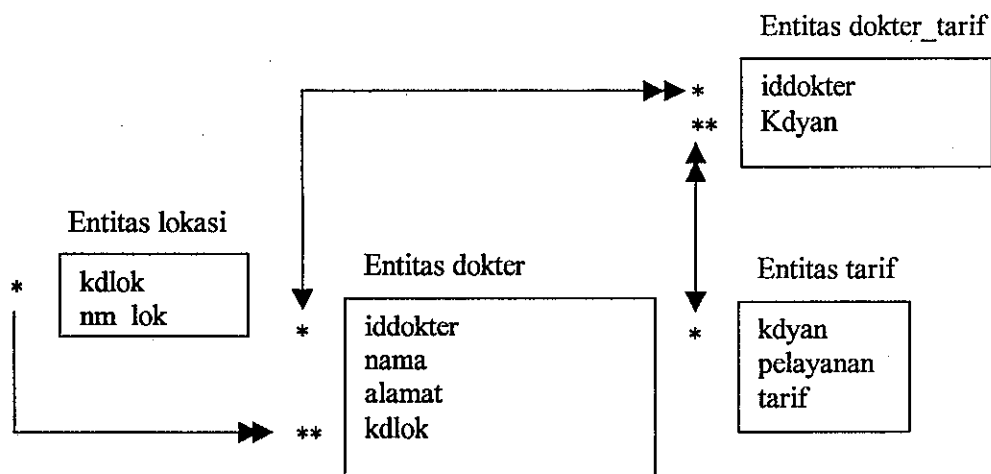 Entitas dokter_tarif
* iddokter
** Kdyan
Entitas lokasi
* kdlok
nm lok
Entitas dokter
* iddokter
nama
alamat
** kdlok
Entitas tarif
* kdyan
pelayanan
tarif